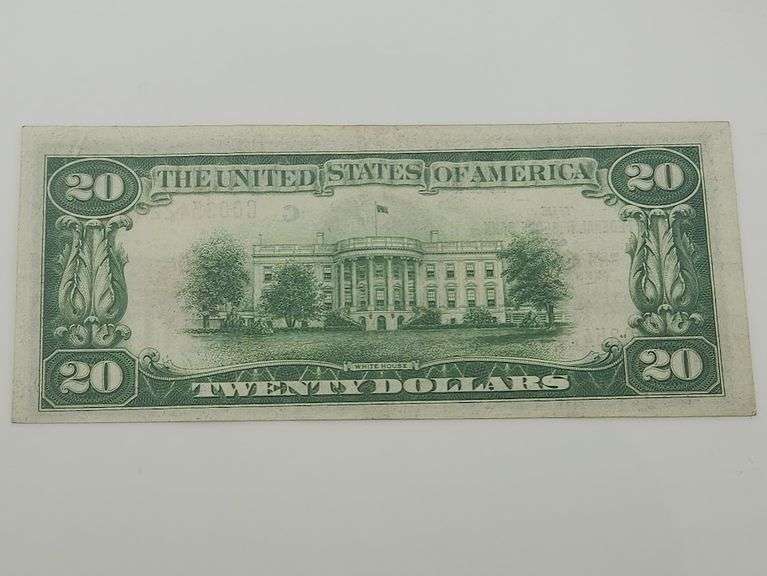 20 THE UNITED STATES OF AMERICA 20
WHITE HOUSE
20 TWENTY DOLLARS 20